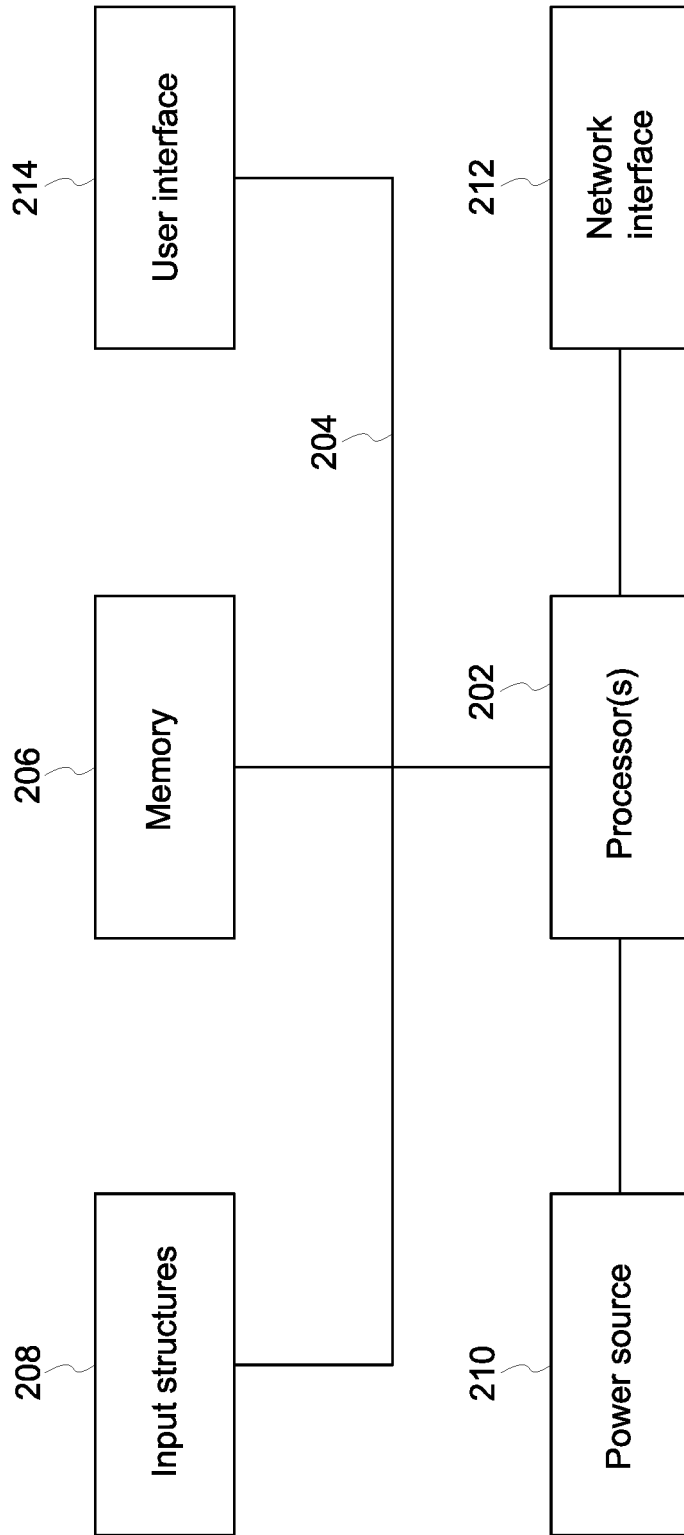 208
Input structures
206
Memory
214
User interface
204
210
Power source
202
Processor(s)
212
Network
interface